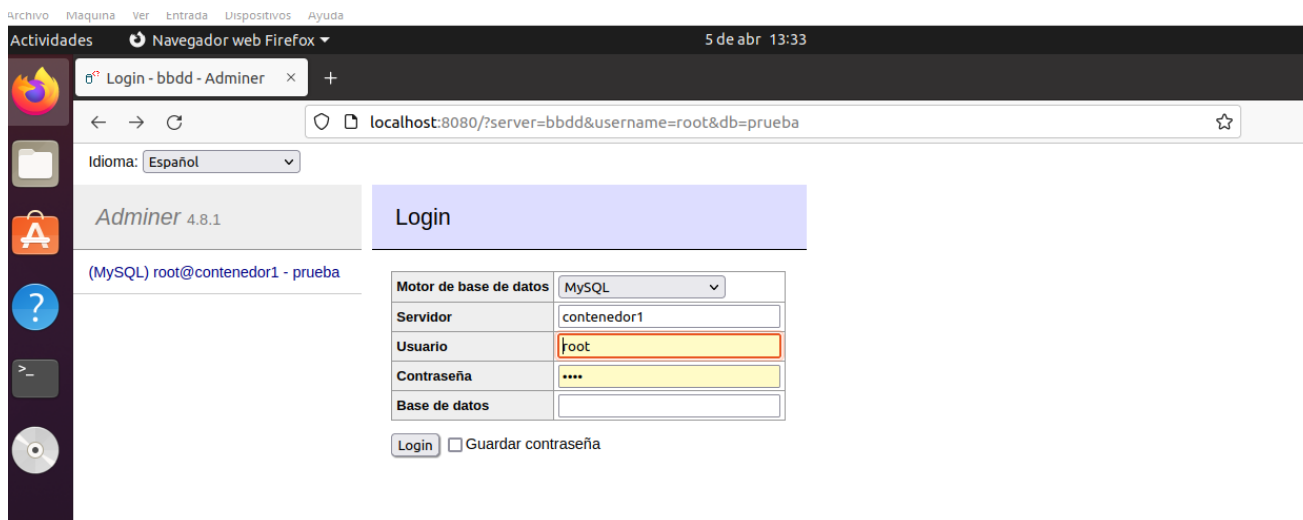 Archivo Maquina Ver Entrada Dispositivos Ayuda
Actividades Navegador web Firefox 5 de abr 13:33
Login - bbdd - Adminer × +
localhost:8080/?server=bbdd&username=root&db=prueba
Idioma: Español
Adminer 4.8.1
Login
(MySQL) root@contenedor1 - prueba
Motor de base de datos MySQL
Servidor contenedor1
Usuario root
Contraseña ••••
Base de datos
Login Guardar contraseña